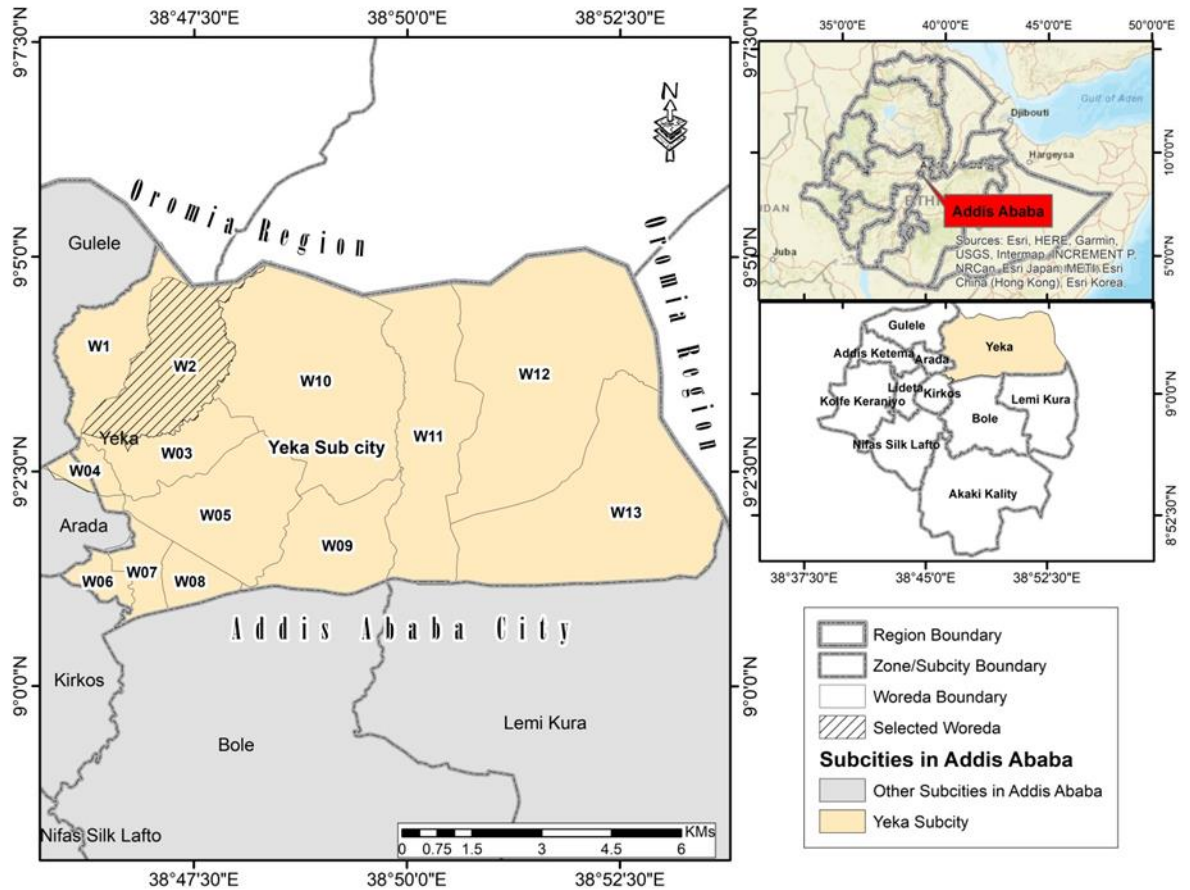 38°47'30"E 38°50'0"E 38°52'30"E
9°7'30"N
9°5'0"N
9°2'30"N
9°0'0"N
N
Oromia Region
Oromia Region
Gulele
W1
W2
W10
W12
W11
Yeka
W03
Yeka Sub city
W04
W05
W13
Arada
W09
W06
W07
W08
Addis Ababa City
Kirkos
Bole
Lemi Kura
Nifas Silk Lafto
KMs
0 0.75 1.5 3 4.5 6
38°47'30"E 38°50'0"E 38°52'30"E
9°7'30"N
9°5'0"N
9°2'30"N
9°0'0"N
35°0'0"E 40°0'0"E 45°0'0"E 50°0'0"E
Gulf of Aden
Djibouti
Hargeysa
10°0'0"N
Addis Ababa
Juba
5°0'0"N
Sources: Esri, HERE, Garmin,
USGS, Intermap, INCREMENT P,
NRCan, Esri Japan, METI, Esri
China (Hong Kong), Esri Korea,
Gulele
Yeka
Addis Ketema
Arada
Lideta
Kirkos
Kolfe Keraniyo
Lemi Kura
Bole
Nifas Silk Lafto
Akaki Kality
9°0'0"N
8°52'30"N
38°37'30"E 38°45'0"E 38°52'30"E
Region Boundary
Zone/Subcity Boundary
Woreda Boundary
Selected Woreda
Subcities in Addis Ababa
Other Subcities in Addis Ababa
Yeka Subcity